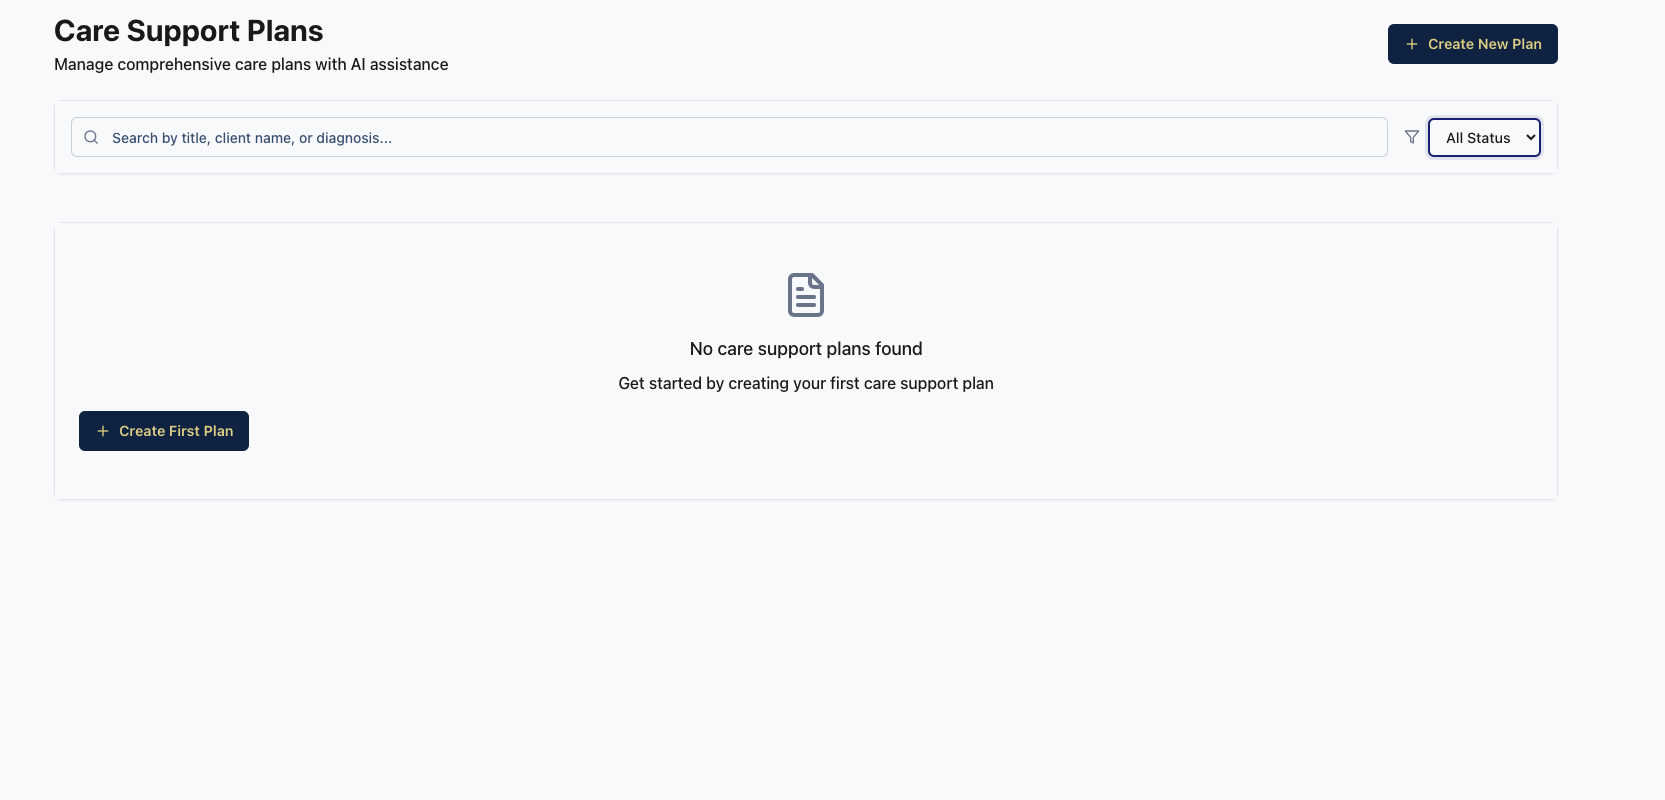 Care Support Plans
Manage comprehensive care plans with AI assistance
Create New Plan
Search by title, client name, or diagnosis...
All Status
No care support plans found
Get started by creating your first care support plan
Create First Plan